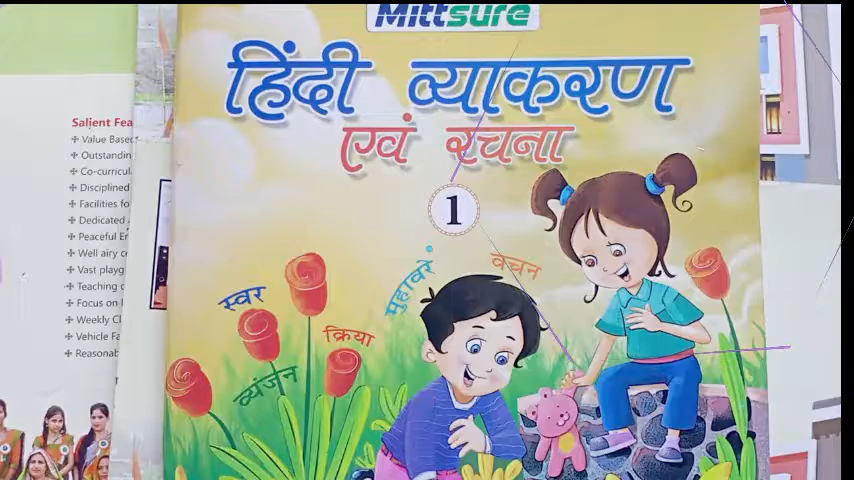 Mittsure
हिंदी व्याकरण
एवं रचना
1
स्वर
व्यंजन
क्रिया
मुहावरें
वचन
Salient Fea
Value Based
Outstandin
Co-curricul
Disciplined
Facilities fo
Dedicated
Peaceful E
Well airy c
Vast playg
Teaching
Focus on
Weekly Cl
Vehicle Fa
Reasonab